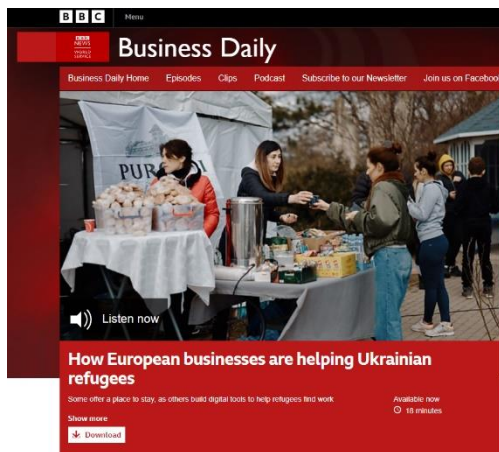 BBC Menu
BBC
NEWS
WORLD
SERVICE
Business Daily
Business Daily Home Episodes Clips Podcast Subscribe to our Newsletter Join us on Faceboo
Listen now
How European businesses are helping Ukrainian
refugees
Some offer a place to stay, as others build digital tools to help refugees find work
Available now
18 minutes
Show more
Download